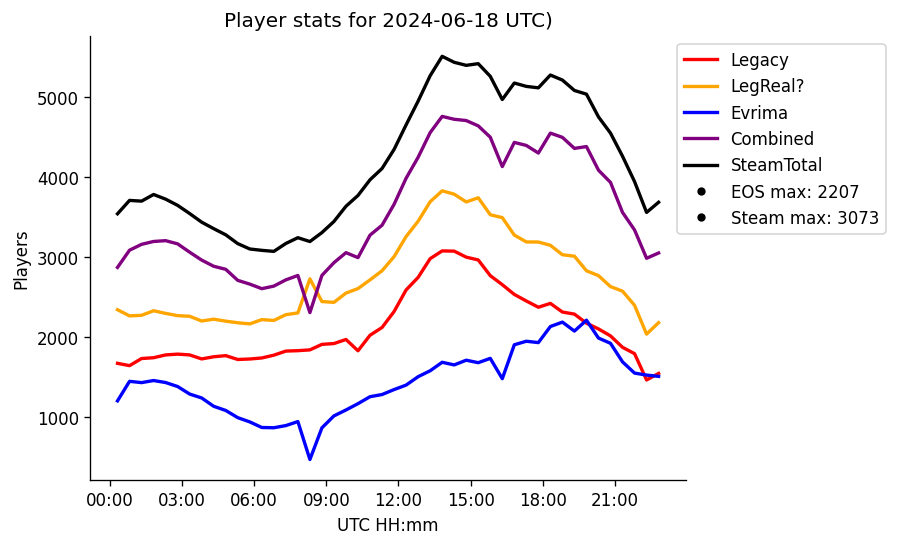 Player stats for 2024-06-18 UTC)
Players
5000
4000
3000
2000
1000
00:00 03:00 06:00 09:00 12:00 15:00 18:00 21:00
UTC HH:mm
Legacy
LegReal?
Evrima
Combined
SteamTotal
EOS max: 2207
Steam max: 3073